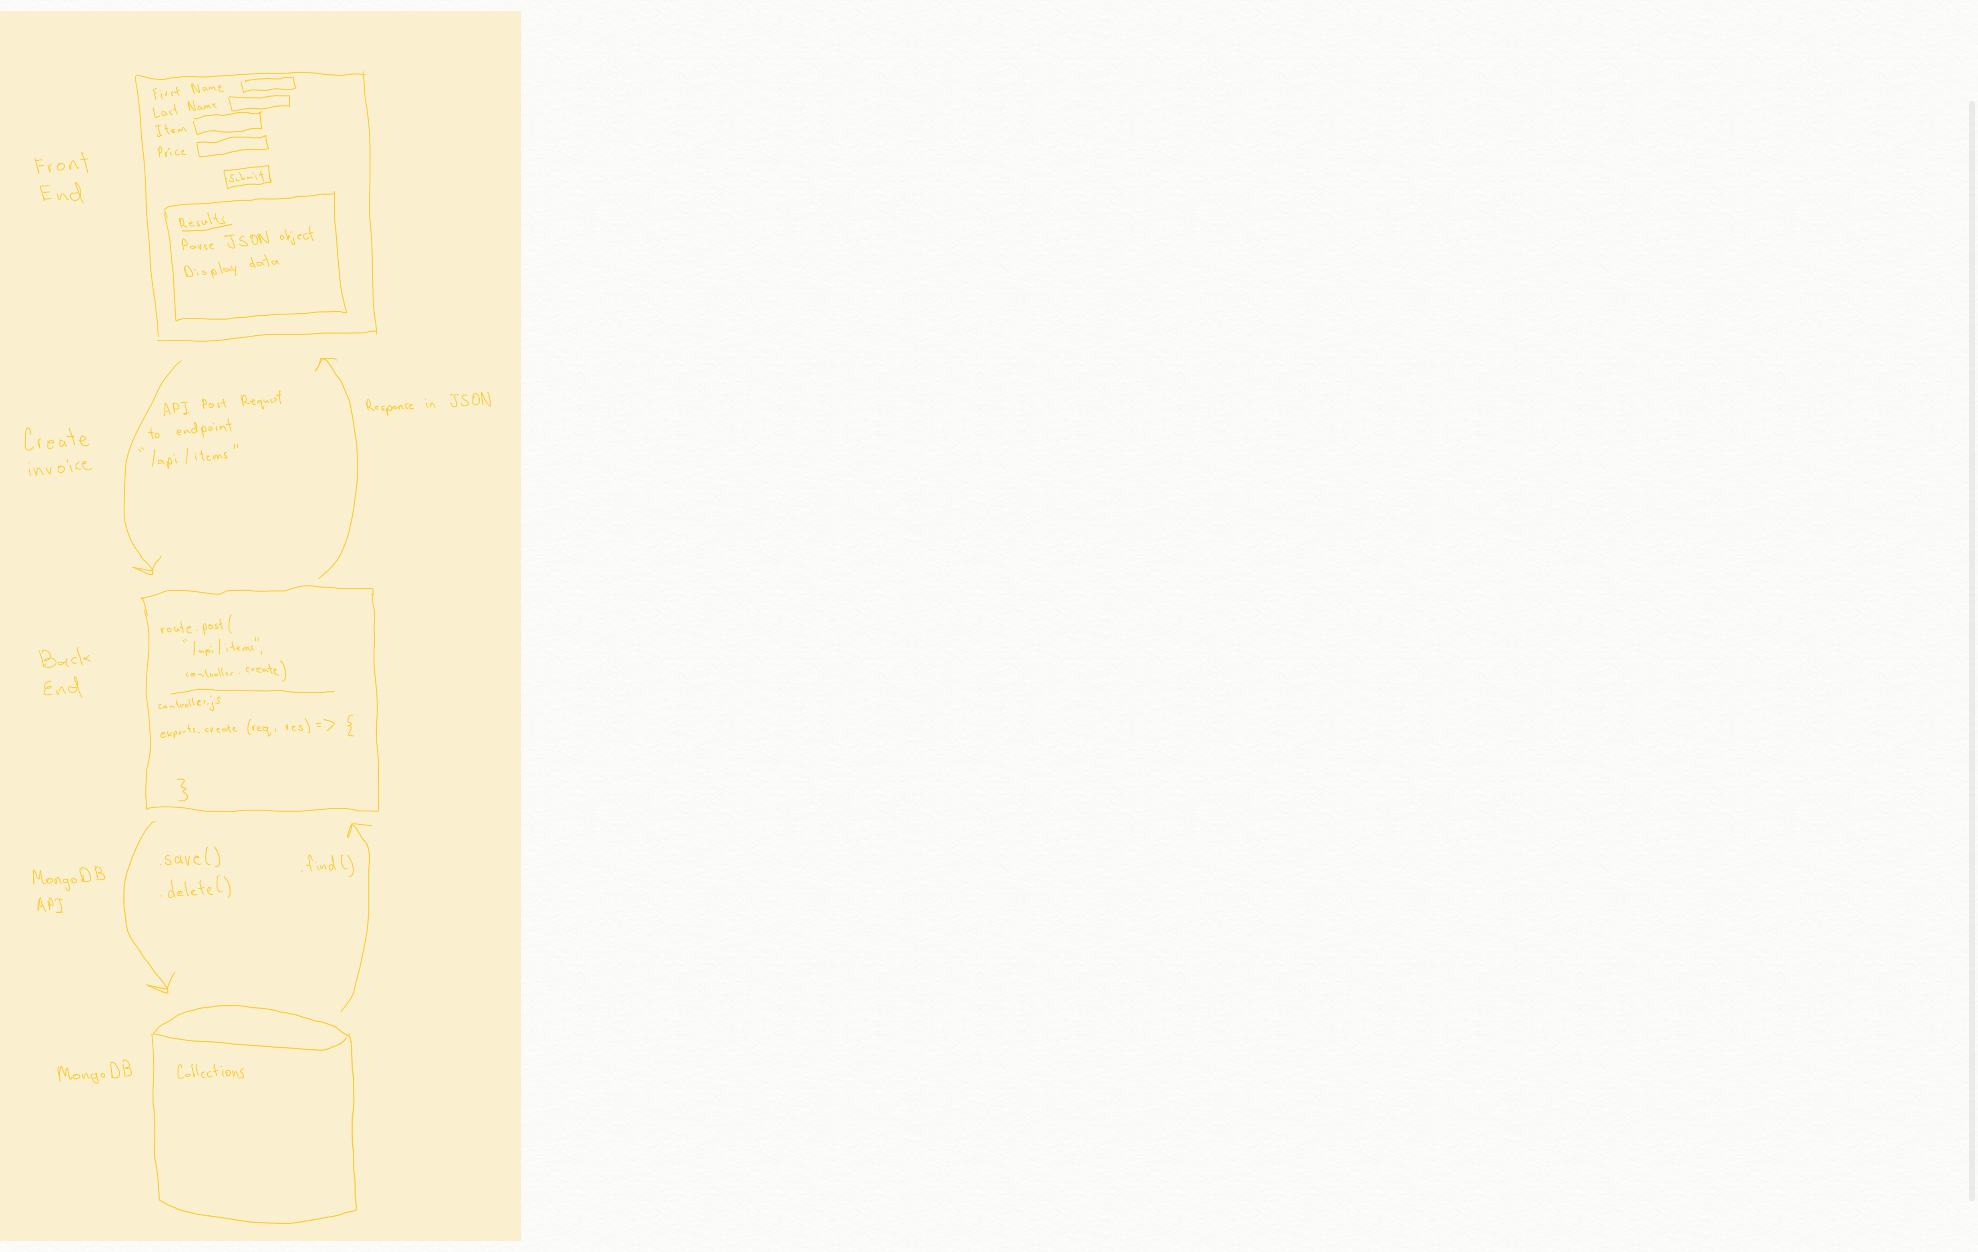 First Name
Last Name
Item
Price
Submit
Front
End
Results
Parse JSON object
Display data
API Post Request
to endpoint
"/api/items"
Response in JSON
Create
invoice
route.post(
"/api/items",
controller.create)
Back
End
controller.js
exports.create (req, res) => {
}
.save()
.delete()
.find()
MongoDB
API
MongoDB
Collections